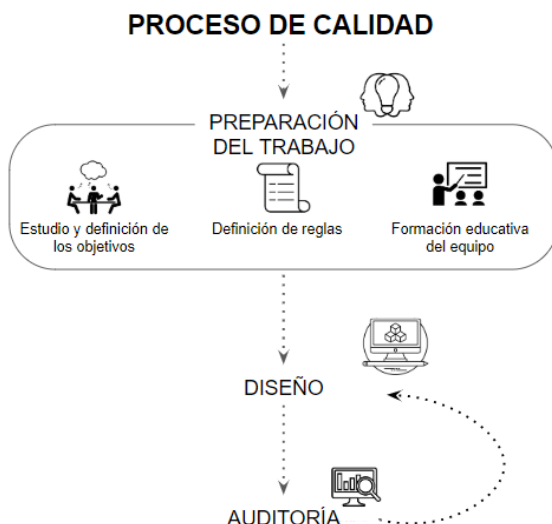 PROCESO DE CALIDAD
PREPARACIÓN
DEL TRABAJO
Estudio y definición de
los objetivos
Definición de reglas
Formación educativa
del equipo
DISEÑO
AUDITORÍA